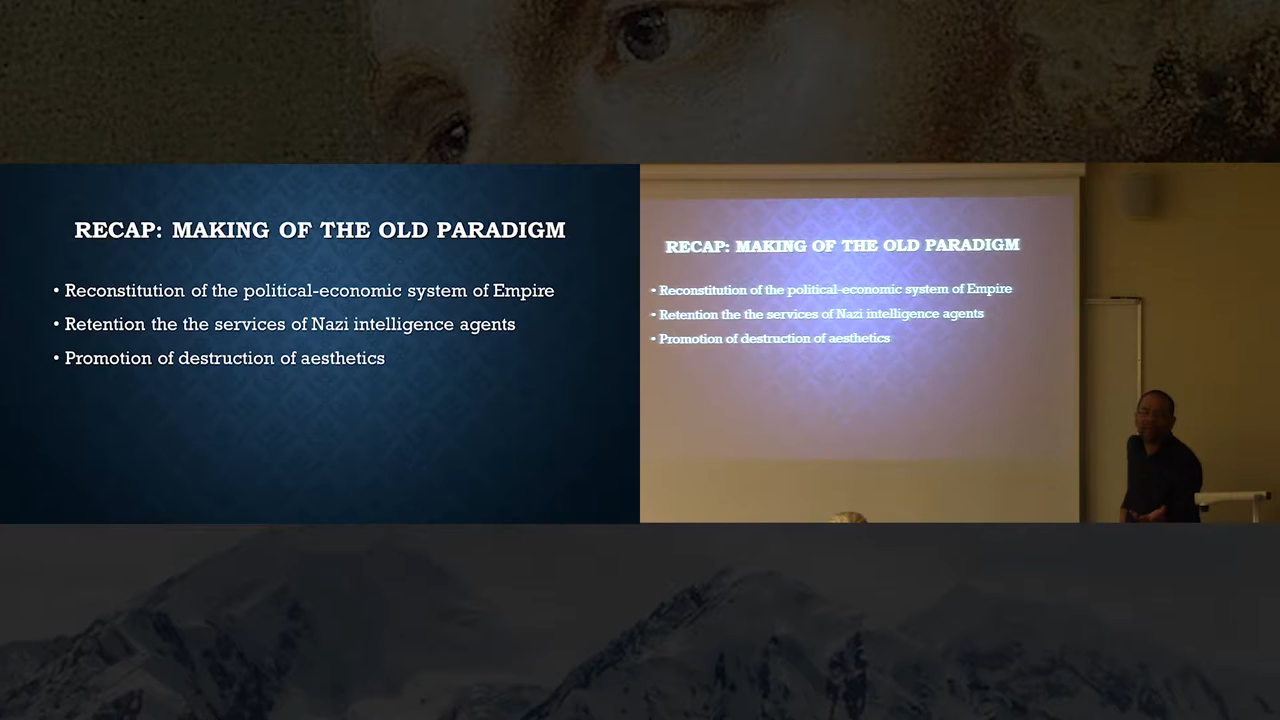 RECAP: MAKING OF THE OLD PARADIGM
• Reconstitution of the political-economic system of Empire
• Retention the the services of Nazi intelligence agents
• Promotion of destruction of aesthetics
RECAP: MAKING OF THE OLD PARADIGM
• Reconstitution of the political-economic system of Empire
• Retention the the services of Nazi intelligence agents
• Promotion of destruction of aesthetics